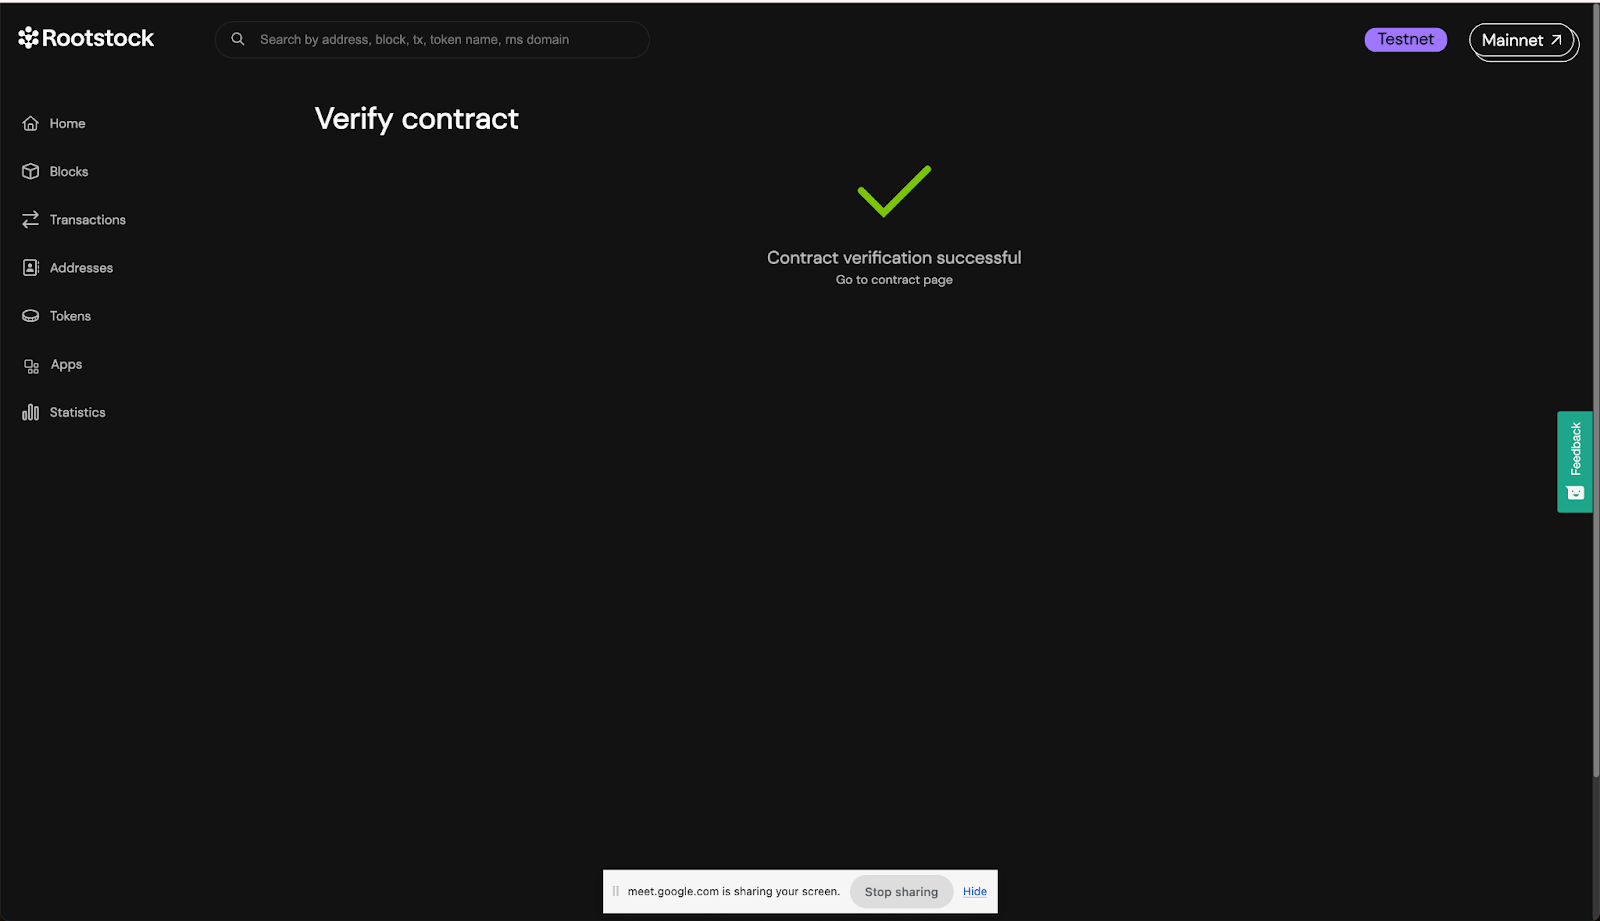 Rootstock
Search by address, block, tx, token name, rns domain
Testnet
Mainnet
Home
Blocks
Transactions
Addresses
Tokens
Apps
Statistics
Verify contract
Contract verification successful
Go to contract page
Feedback
meet.google.com is sharing your screen.
Stop sharing
Hide